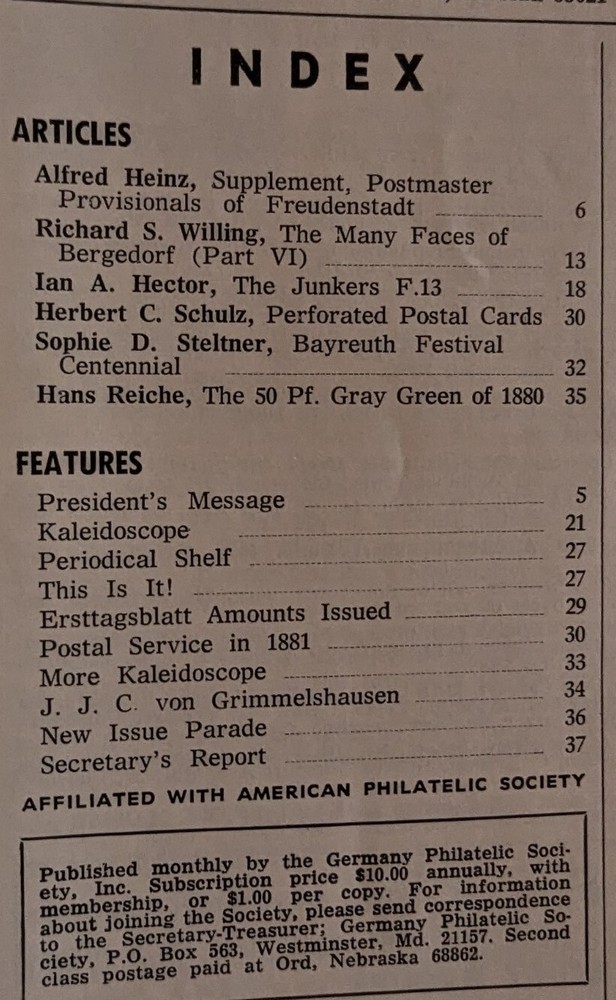 INDEX
ARTICLES
Alfred Heinz, Supplement, Postmaster
Provisionals of Freudenstadt 6
Richard S. Willing, The Many Faces of
Bergedorf (Part VI) 13
Ian A. Hector, The Junkers F.13 18
Herbert C. Schulz, Perforated Postal Cards 30
Sophie D. Steltner, Bayreuth Festival
Centennial 32
Hans Reiche, The 50 Pf. Gray Green of 1880 35
FEATURES
President's Message 5
Kaleidoscope 21
Periodical Shelf 27
This Is It! 27
Ersttagsblatt Amounts Issued 29
Postal Service in 1881 30
More Kaleidoscope 33
J. J. C. von Grimmelshausen 34
New Issue Parade 36
Secretary's Report 37
AFFILIATED WITH AMERICAN PHILATELIC SOCIETY
Published monthly by the Germany Philatelic Soci-
ety, Inc. Subscription price $10.00 annually, with
membership, or $1.00 per copy. For information
about joining the Society, please send correspondence
to the Secretary-Treasurer; Germany Philatelic So-
ciety, P.O. Box 563, Westminster, Md. 21157. Second
class postage paid at Ord, Nebraska 68862.